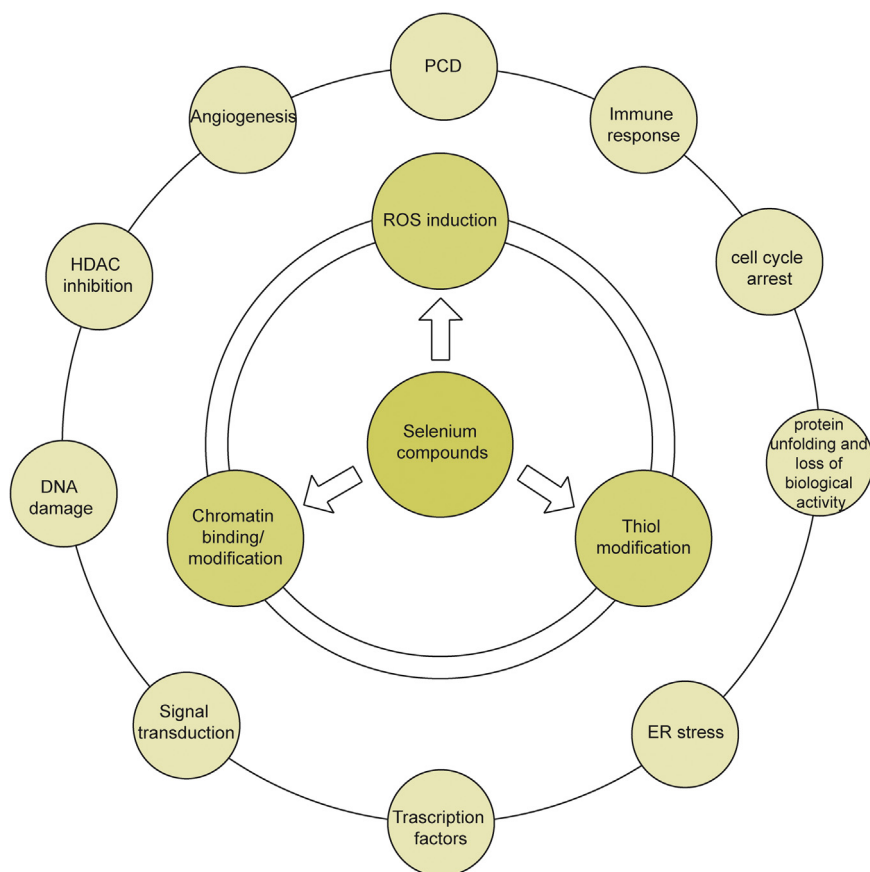 PCD
Angiogenesis
Immune
response
ROS induction
HDAC
inhibition
cell cycle
arrest
Selenium
compounds
protein
unfolding and
loss of
biological
activity
DNA
damage
Chromatin
binding/
modification
Thiol
modification
Signal
transduction
ER stress
Trascription
factors